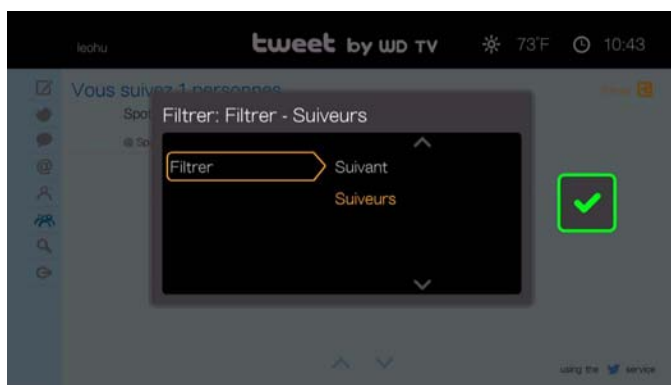 leohu
tweet by WD TV
73°F
10:43
Vous suivez 1 personnes
Filtrer: Filtrer - Suiveurs
Filtrer
Suivant
Suiveurs
using the service